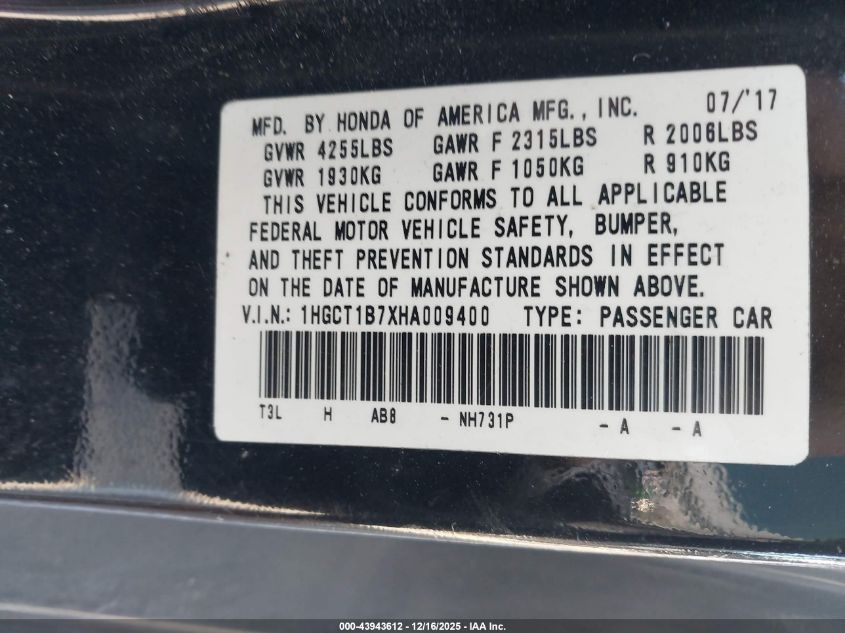 MFD. BY HONDA OF AMERICA MFG., INC. 07/'17
GVWR 4255LBS GAWR F 2315LBS R 2006LBS
GVWR 1930KG GAWR F 1050KG R 910KG
THIS VEHICLE CONFORMS TO ALL APPLICABLE
FEDERAL MOTOR VEHICLE SAFETY, BUMPER,
AND THEFT PREVENTION STANDARDS IN EFFECT
ON THE DATE OF MANUFACTURE SHOWN ABOVE.
V.I.N.: 1HGCT1B7XHA009400 TYPE: PASSENGER CAR
T3L H AB8 - NH731P - A - A
000-43943612 - 12/16/2025 - IAA Inc.